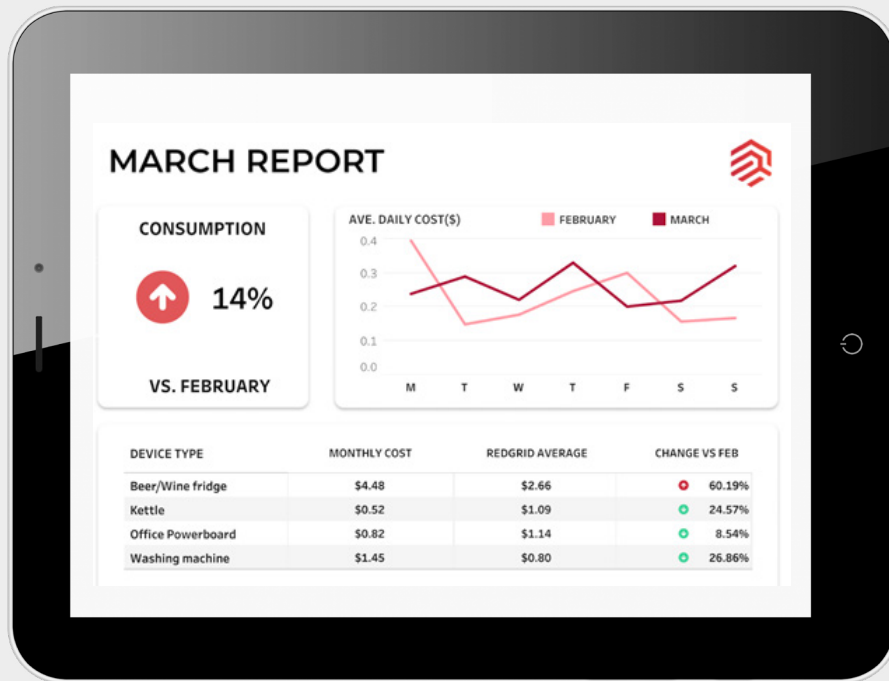 MARCH REPORT
CONSUMPTION
14%
VS. FEBRUARY
AVE. DAILY COST($) FEBRUARY MARCH
0.4
0.3
0.2
0.1
0.0
M T W T F S S
DEVICE TYPE MONTHLY COST REDGRID AVERAGE CHANGE VS FEB
Beer/Wine fridge $4.48 $2.66 60.19%
Kettle $0.52 $1.09 24.57%
Office Powerboard $0.82 $1.14 8.54%
Washing machine $1.45 $0.80 26.86%